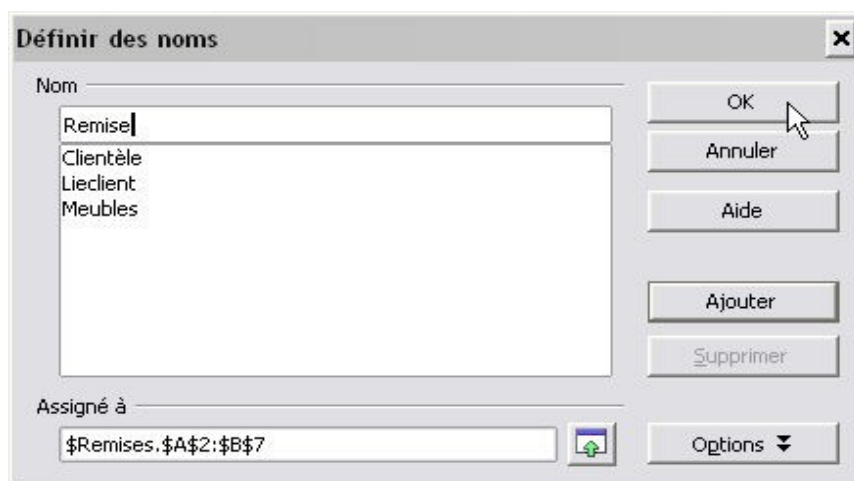 Définir des noms
Nom
Remise
Clientèle
Lieclient
Meubles
OK
Annuler
Aide
Ajouter
Supprimer
Assigné à
$Remises.$A$2:$B$7
Options